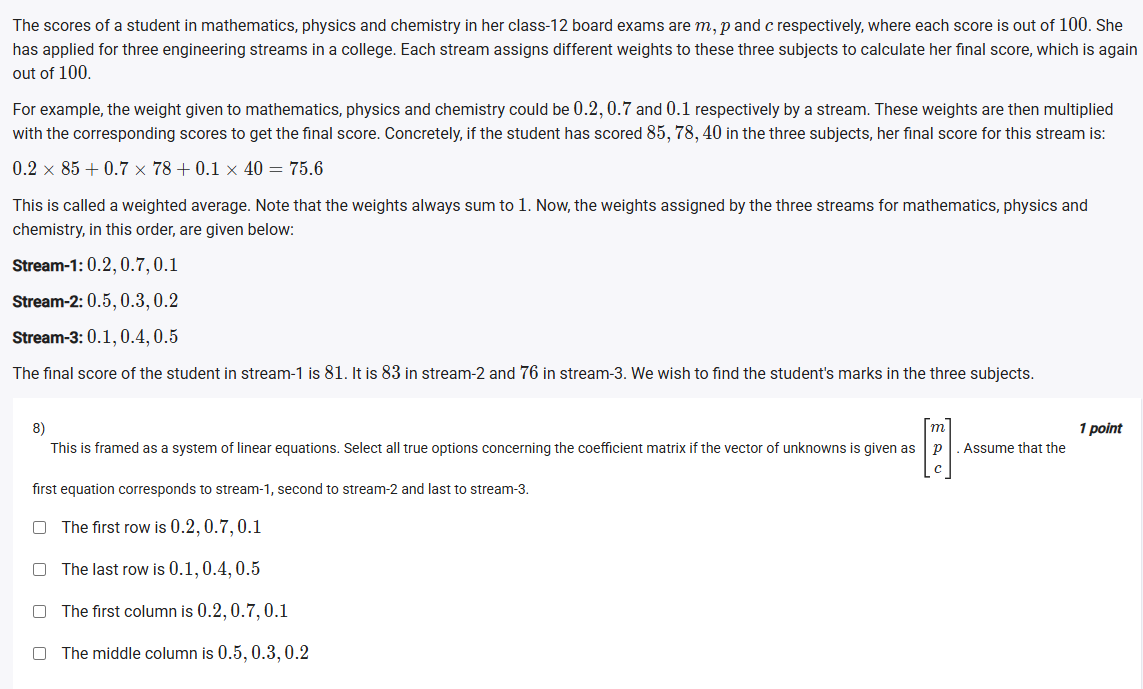 The scores of a student in mathematics, physics and chemistry in her class-12 board exams are m, p and c respectively, where each score is out of 100. She
has applied for three engineering streams in a college. Each stream assigns different weights to these three subjects to calculate her final score, which is again
out of 100.
For example, the weight given to mathematics, physics and chemistry could be 0.2, 0.7 and 0.1 respectively by a stream. These weights are then multiplied
with the corresponding scores to get the final score. Concretely, if the student has scored 85, 78, 40 in the three subjects, her final score for this stream is:
0.2 × 85 + 0.7 × 78 + 0.1 × 40 = 75.6
This is called a weighted average. Note that the weights always sum to 1. Now, the weights assigned by the three streams for mathematics, physics and
chemistry, in this order, are given below:
Stream-1: 0.2, 0.7, 0.1
Stream-2: 0.5, 0.3, 0.2
Stream-3: 0.1, 0.4, 0.5
The final score of the student in stream-1 is 81. It is 83 in stream-2 and 76 in stream-3. We wish to find the student's marks in the three subjects.
8)
1 point
This is framed as a system of linear equations. Select all true options concerning the coefficient matrix if the vector of unknowns is given as [m p c]. Assume that the
first equation corresponds to stream-1, second to stream-2 and last to stream-3.
The first row is 0.2, 0.7, 0.1
The last row is 0.1, 0.4, 0.5
The first column is 0.2, 0.7, 0.1
The middle column is 0.5, 0.3, 0.2